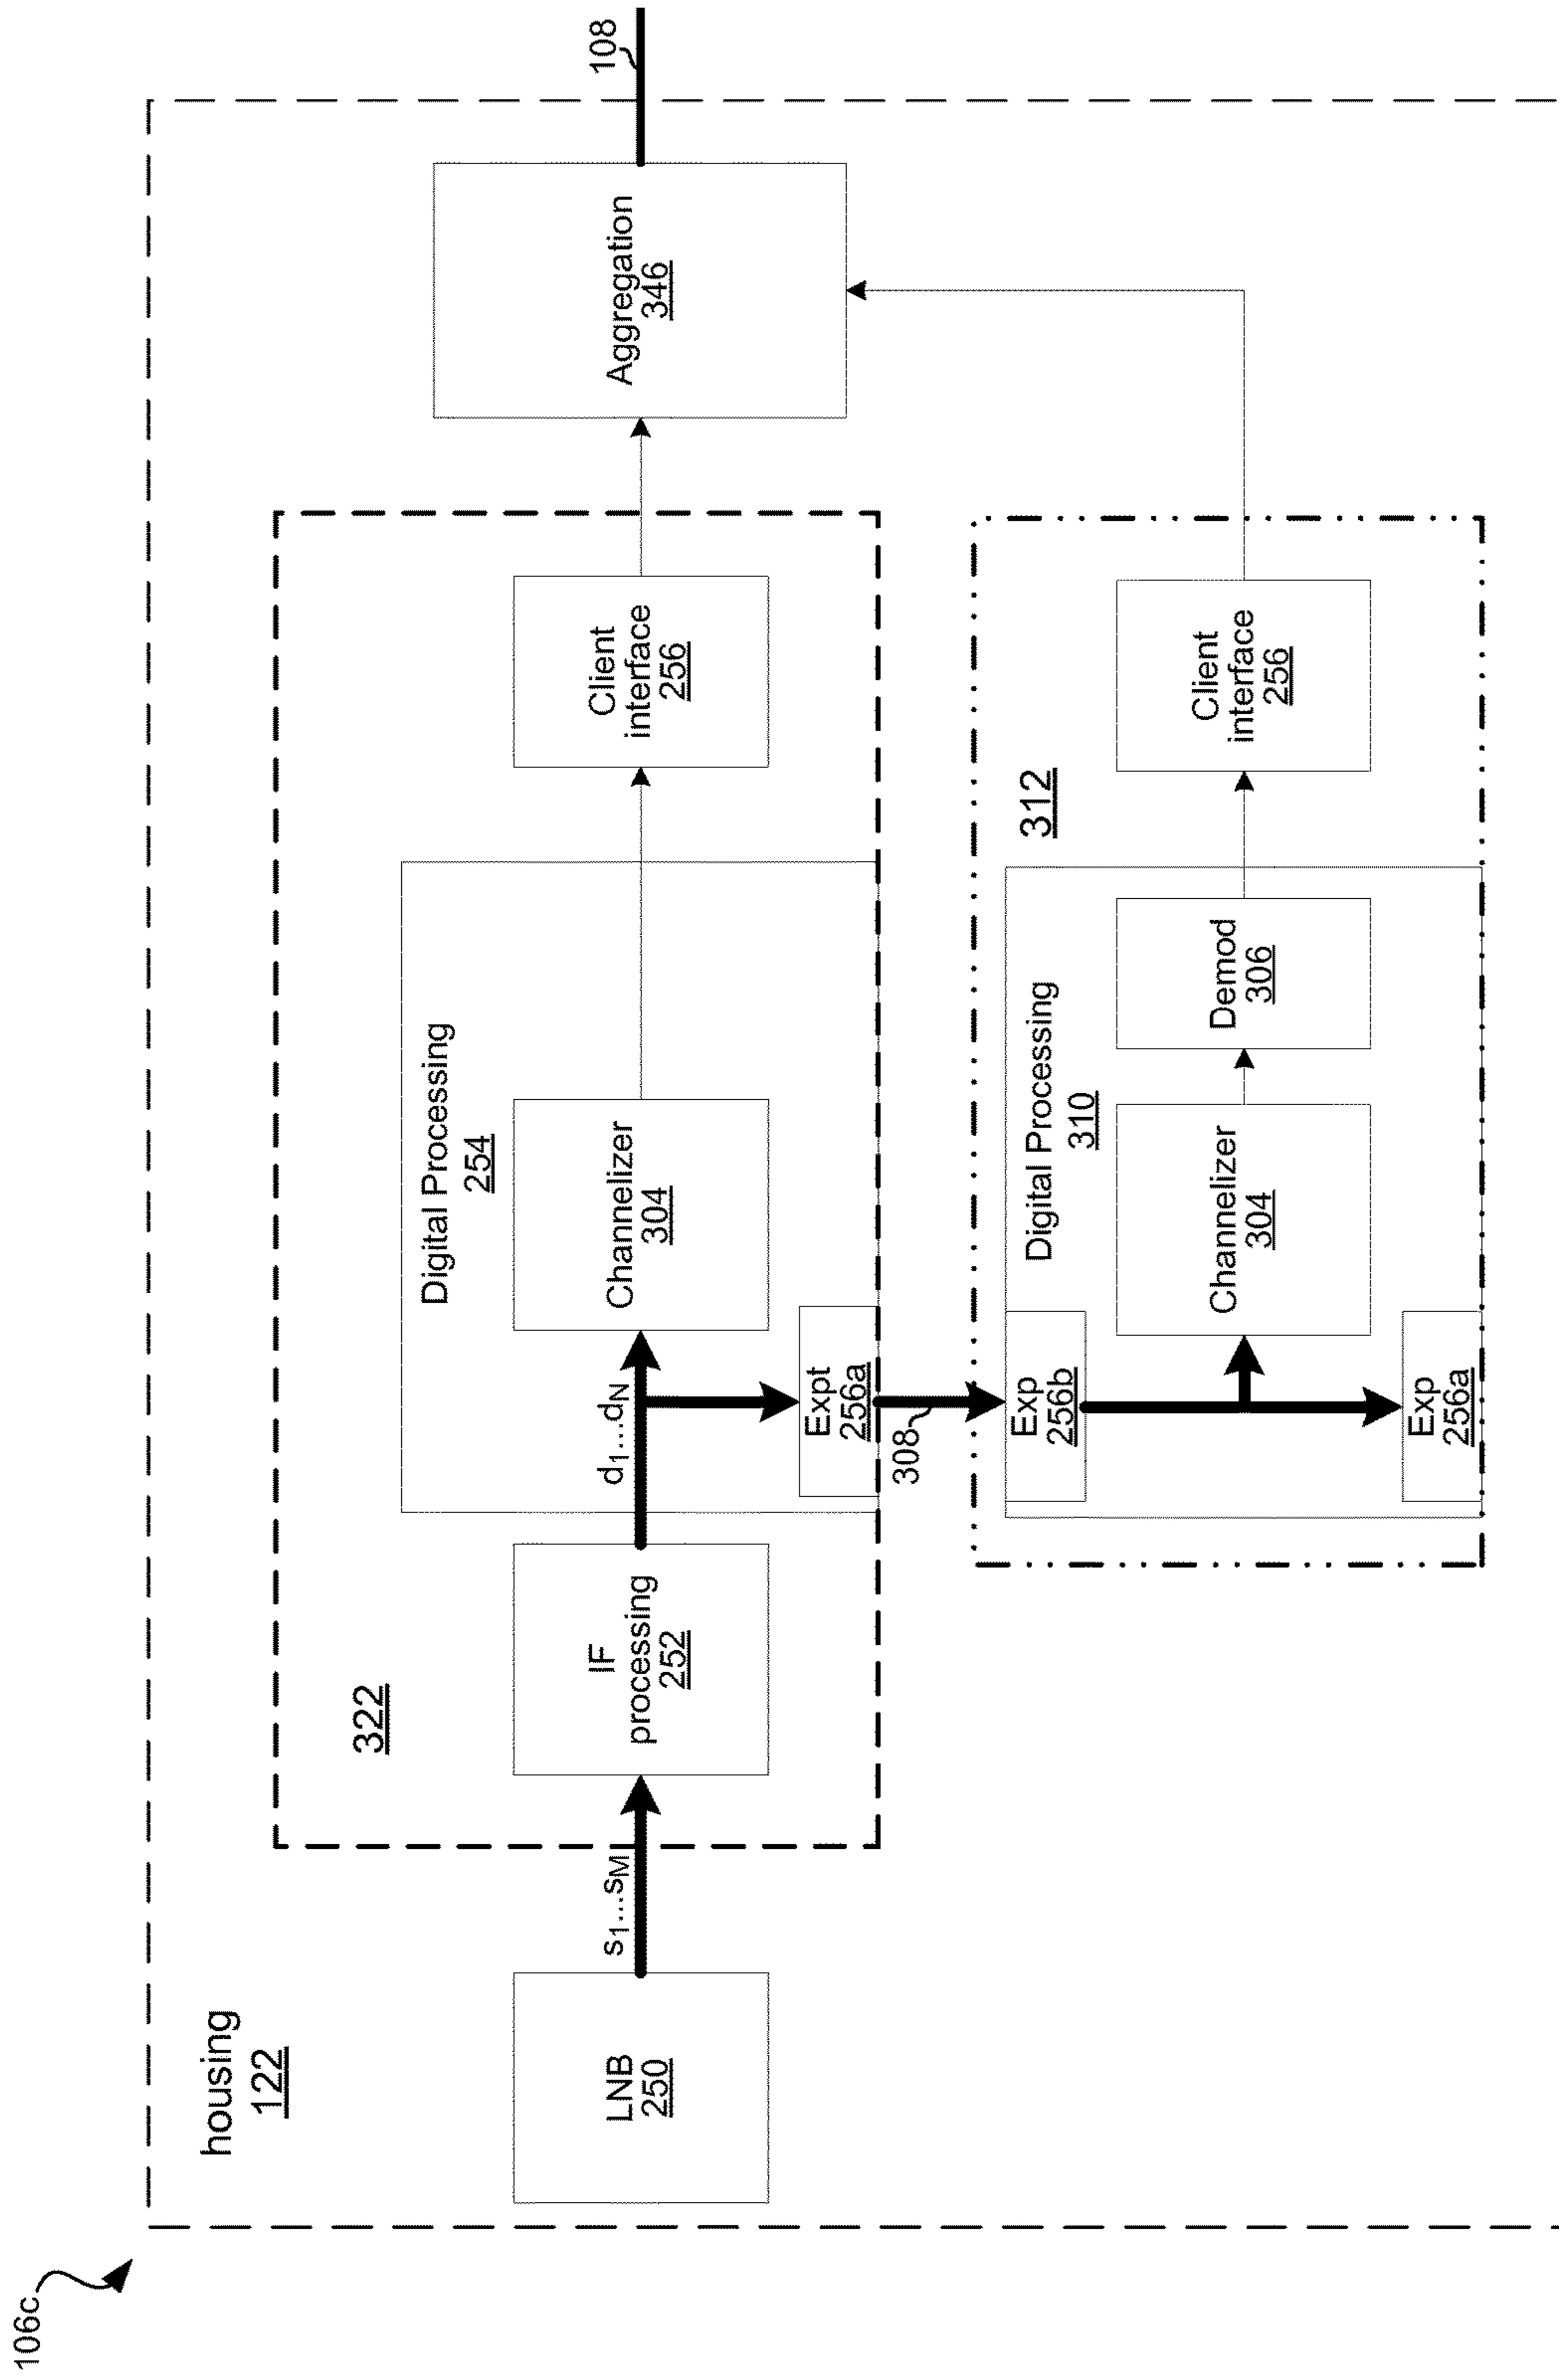 106c
housing
122
LNB
250
s1...sM
322
IF
processing
252
d1...dN
Digital Processing
254
Channelizer
304
Expt
256a
Client
interface
256
Aggregation
346
108
308
312
Exp
256b
Exp
256a
Digital Processing
310
Channelizer
304
Demod
306
Client
interface
256